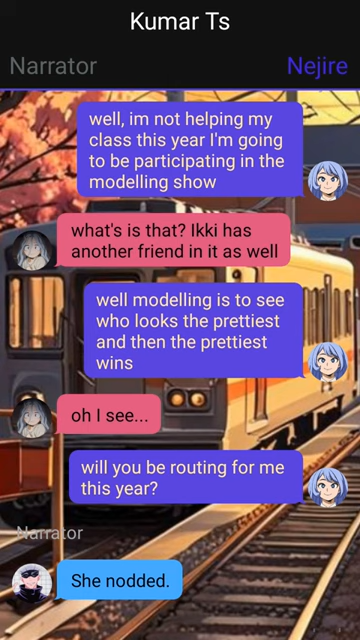 Kumar Ts
Narrator
Nejire
well, im not helping my
class this year I'm going
to be participating in the
modelling show
what's is that? Ikki has
another friend in it as well
well modelling is to see
who looks the prettiest
and then the prettiest
wins
oh I see...
will you be routing for me
this year?
Narrator
She nodded.